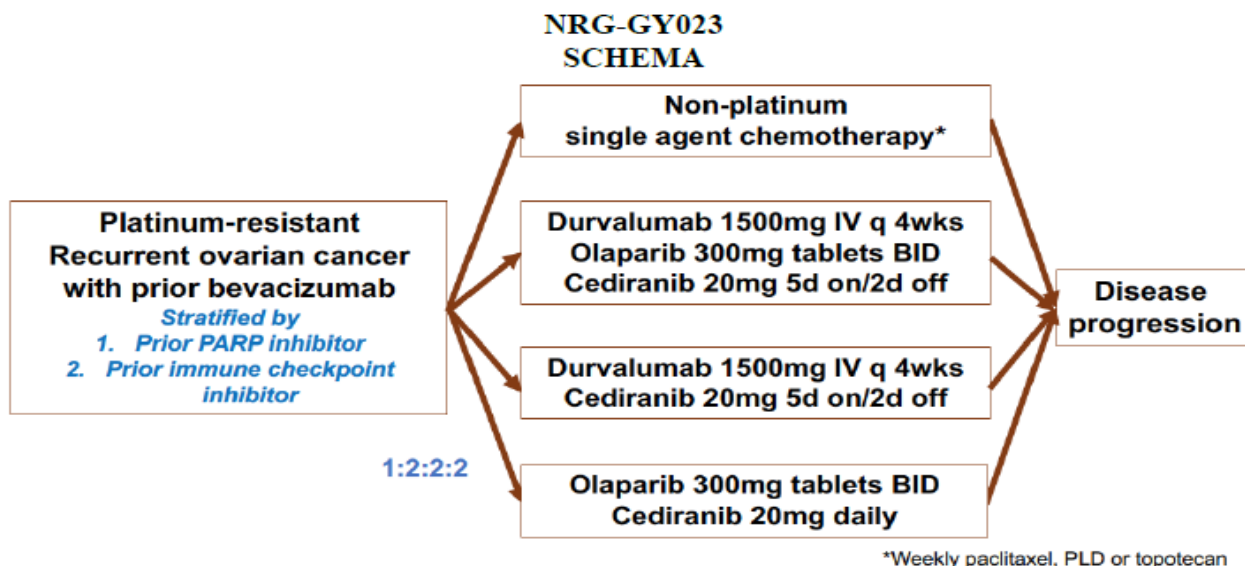 NRG-GY023
SCHEMA
Non-platinum
single agent chemotherapy*
Platinum-resistant
Recurrent ovarian cancer
with prior bevacizumab
Stratified by
1. Prior PARP inhibitor
2. Prior immune checkpoint
inhibitor
Durvalumab 1500mg IV q 4wks
Olaparib 300mg tablets BID
Cediranib 20mg 5d on/2d off
Durvalumab 1500mg IV q 4wks
Cediranib 20mg 5d on/2d off
1:2:2:2
Olaparib 300mg tablets BID
Cediranib 20mg daily
Disease
progression
*Weekly paclitaxel, PLD or topotecan